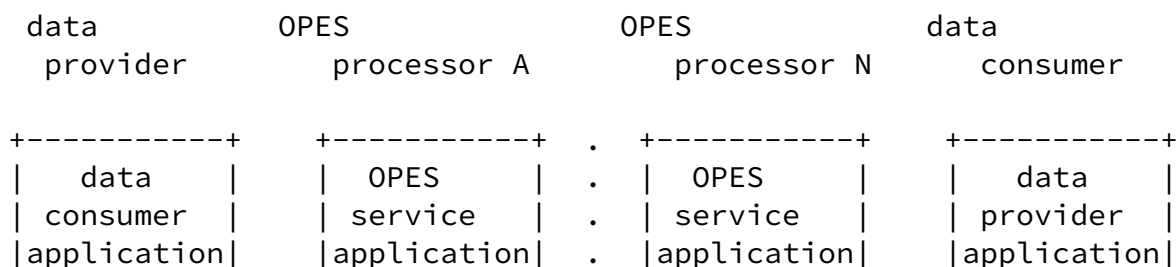 data OPES OPES data
provider processor A processor N consumer
+-----------+ +-----------+ . +-----------+ +-----------+
| data | | OPES | . | OPES | | data |
| consumer | | service | . | service | | provider |
|application| |application| . |application| |application|